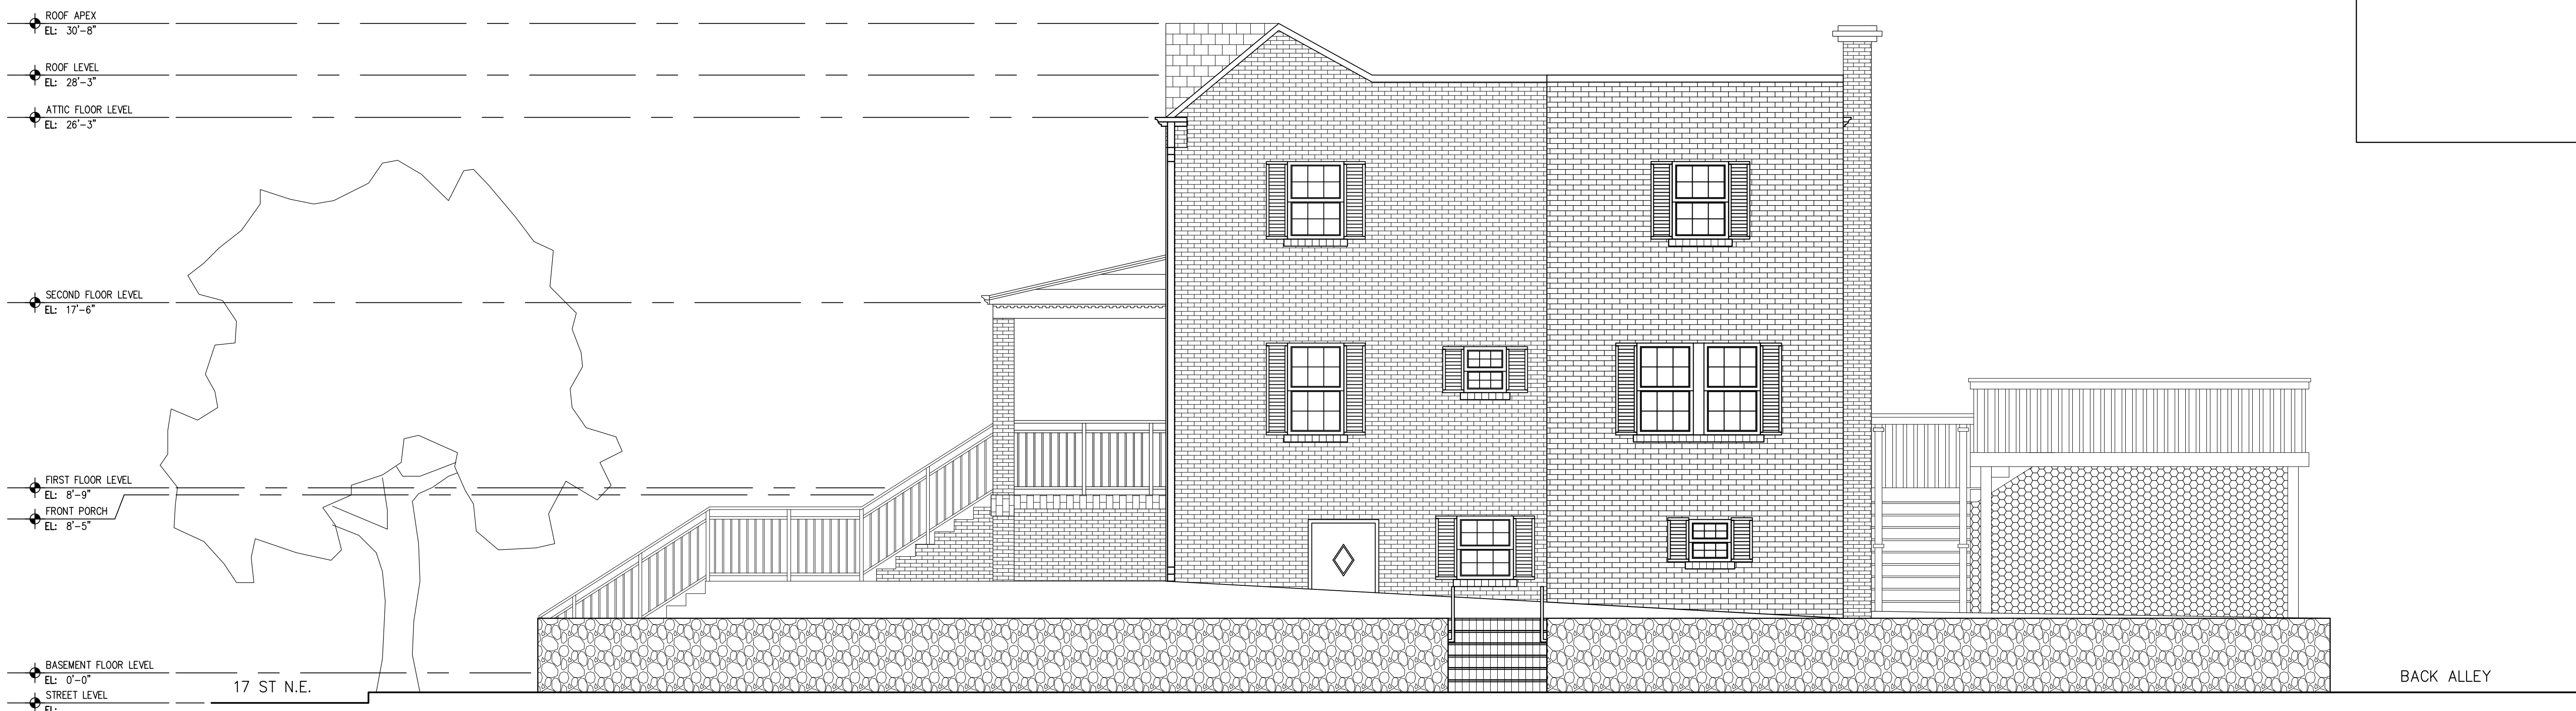 ROOF APEX
EL: 30'-8"
ROOF LEVEL
EL: 28'-3"
ATTIC FLOOR LEVEL
EL: 26'-3"
SECOND FLOOR LEVEL
EL: 17'-6"
FIRST FLOOR LEVEL
EL: 8'-9"
FRONT PORCH
EL: 8'-5"
BASEMENT FLOOR LEVEL
EL: 0'-0"
STREET LEVEL
EL:
17 ST N.E.
BACK ALLEY